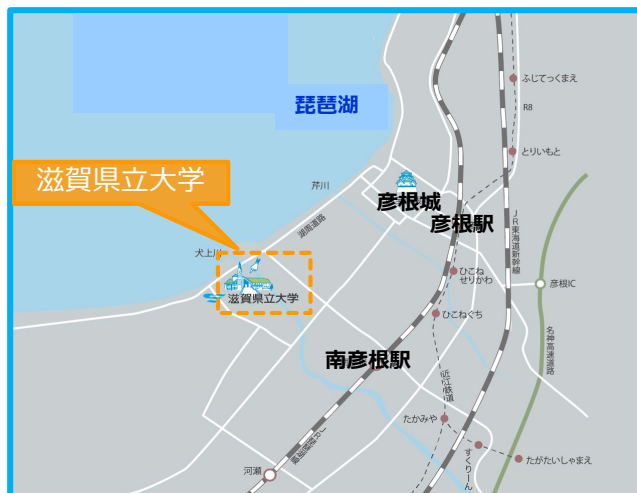 ふじてっくまえ
R8
琵琶湖
とりいもと
滋賀県立大学
芹川
彦根城
彦根駅
湖周道路
JR東海道新幹線
犬上川
ひこね
せりかわ
彦根IC
滋賀県立大学
ひこねぐち
名神高速道路
南彦根駅
近江鉄道
たかみや
すくりーん
たがたいしゃまえ
河瀬